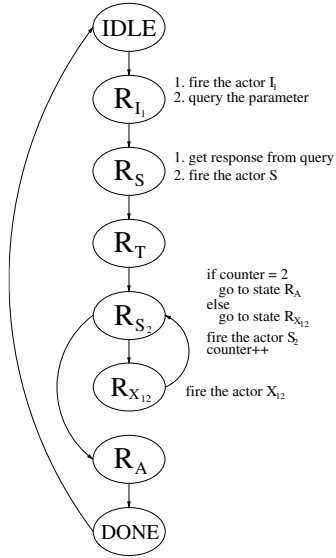 IDLE
R_{I_1}
1. fire the actor I_1
2. query the parameter
R_S
1. get response from query
2. fire the actor S
R_T
R_{S_2}
if counter = 2
go to state R_A
else
go to state R_{X_{12}}
fire the actor S_2
counter++
R_{X_{12}}
fire the actor X_{12}
R_A
DONE